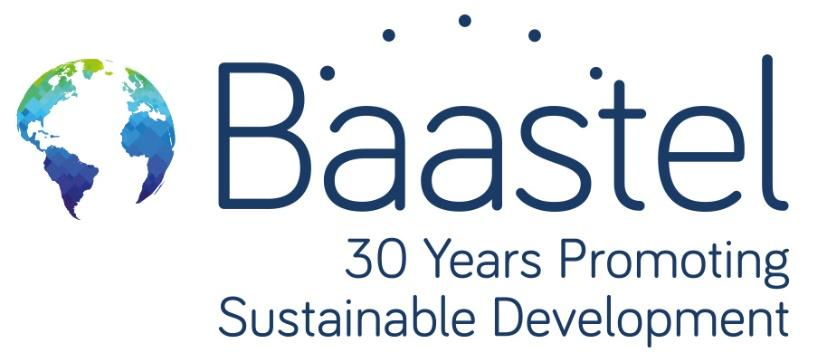 Baastel
30 Years Promoting
Sustainable Development